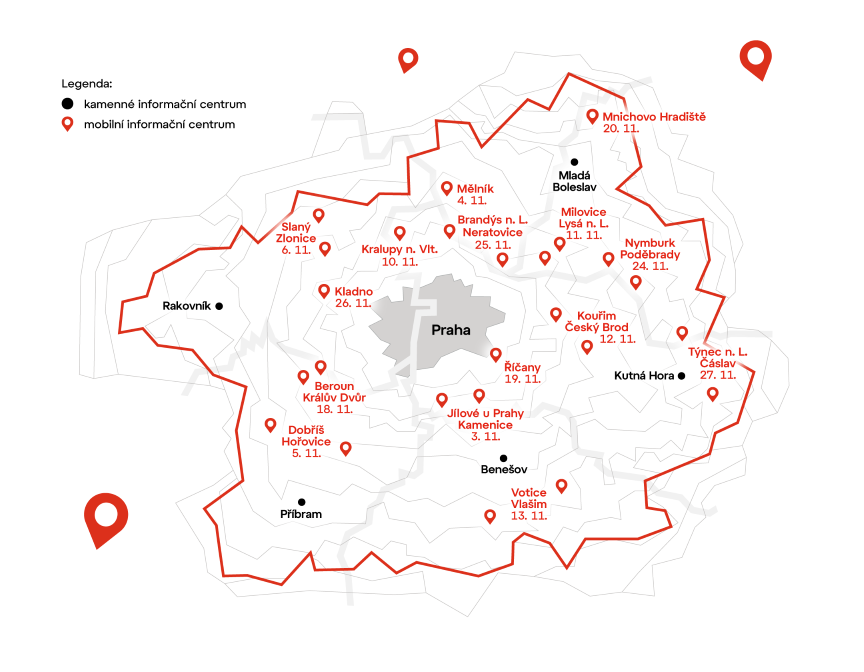 Legenda:
kamenné informační centrum
mobilní informační centrum
Mnichovo Hradiště
20. 11.
Mladá
Boleslav
Mělník
4. 11.
Slaný
Zlonice
6. 11.
Kralupy n. Vlt.
10. 11.
Brandýs n. L.
Neratovice
25. 11.
Milovice
Lysá n. L.
11. 11.
Nymburk
Poděbrady
24. 11.
Rakovník
Kladno
26. 11.
Praha
Kouřim
Český Brod
12. 11.
Říčany
19. 11.
Týnec n. L.
Čáslav
27. 11.
Kutná Hora
Beroun
Králův Dvůr
18. 11.
Jílové u Prahy
Kamenice
3. 11.
Dobříš
Hořovice
5. 11.
Benešov
Votice
Vlašim
13. 11.
Příbram